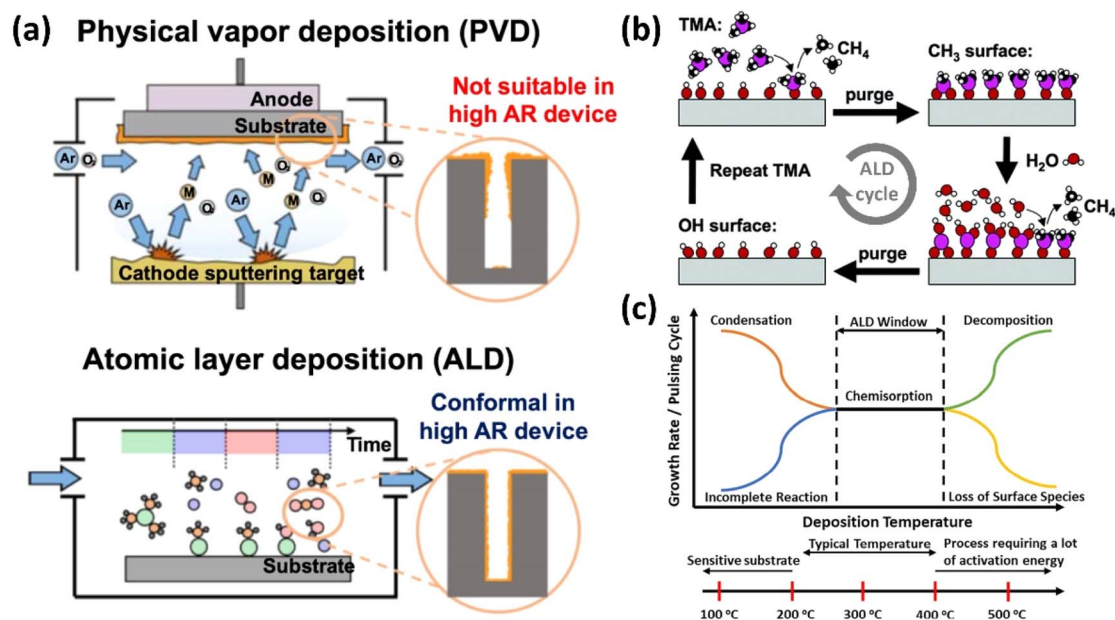 (a)
Physical vapor deposition (PVD)
Anode
Substrate
Not suitable in
high AR device
Ar
O₂
Ar
O₂
O₂
M
M
O₂
O₂
Ar
Ar
Cathode sputtering target
Atomic layer deposition (ALD)
Time
Conformal in
high AR device
Substrate
(b)
TMA:
CH₄
CH₃ surface:
purge
Repeat TMA
ALD
cycle
H₂O
CH₄
OH surface:
purge
(c)
Growth Rate / Pulsing Cycle
Condensation
ALD Window
Decomposition
Chemisorption
Incomplete Reaction
Loss of Surface Species
Deposition Temperature
Sensitive substrate
Typical Temperature
Process requiring a lot
of activation energy
100 ºC
200 ºC
300 ºC
400 ºC
500 ºC